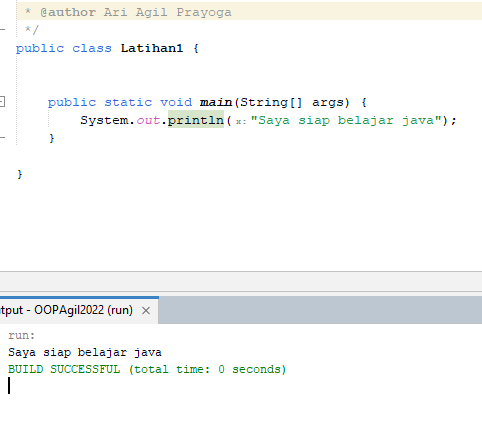 * @author Ari Agil Prayoga
*/
public class Latihan1 {
public static void main(String[] args) {
System.out.println(x: "Saya siap belajar java");
}
}
tput - OOPAgil2022 (run) ×
run:
Saya siap belajar java
BUILD SUCCESSFUL (total time: 0 seconds)